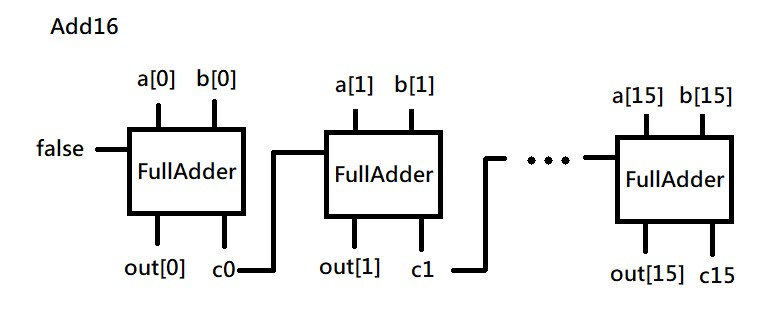 Add16
a[0] b[0] a[1] b[1] a[15] b[15]
false FullAdder FullAdder ... FullAdder
out[0] c0 out[1] c1 out[15] c15